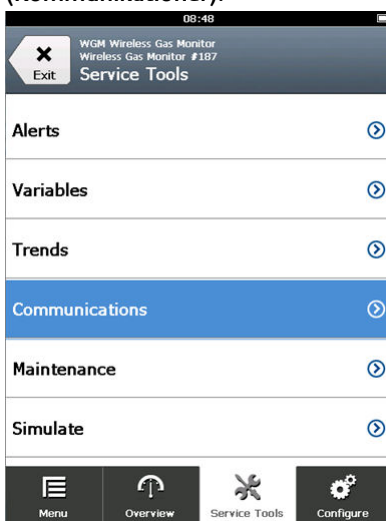 (Kommunikationer).
08:48
WGM Wireless Gas Monitor
Wireless Gas Monitor #187
Exit
Service Tools
Alerts
Variables
Trends
Communications
Maintenance
Simulate
Menu
Overview
Service Tools
Configure